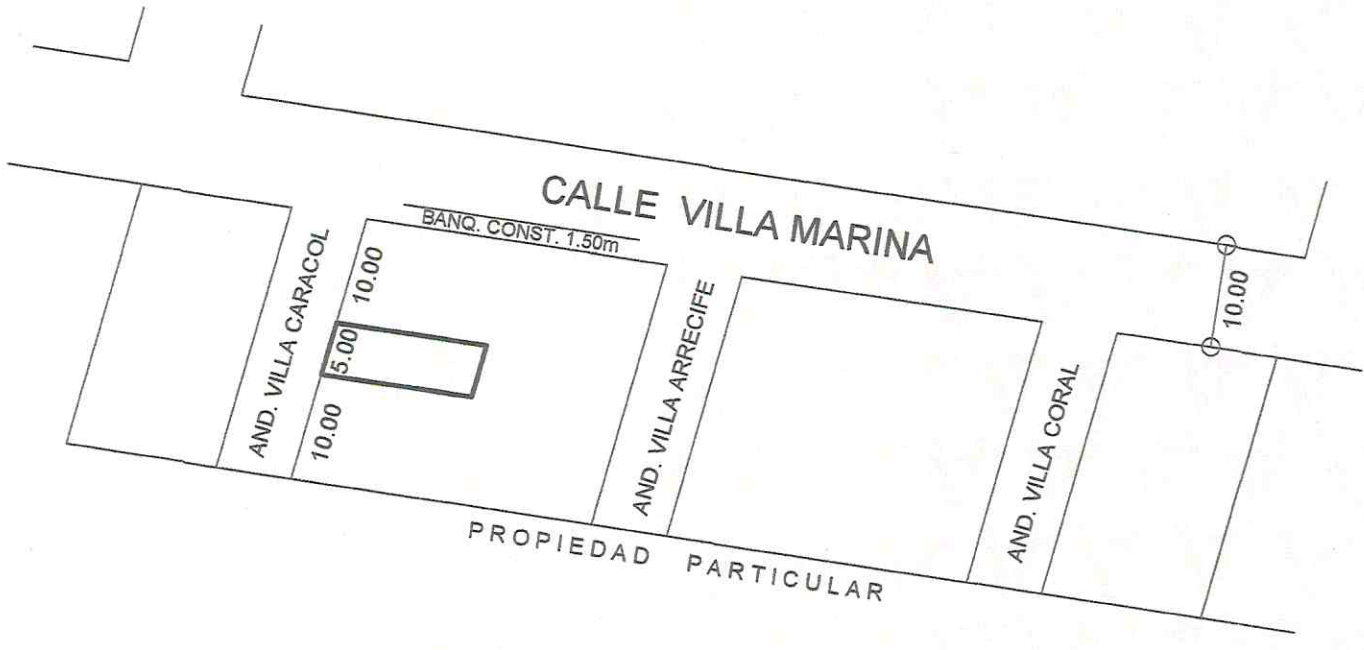 CALLE VILLA MARINA
BANQ. CONST. 1.50m
AND. VILLA CARACOL
10.00
5.00
10.00
AND. VILLA ARRECIFE
AND. VILLA CORAL
10.00
PROPIEDAD PARTICULAR